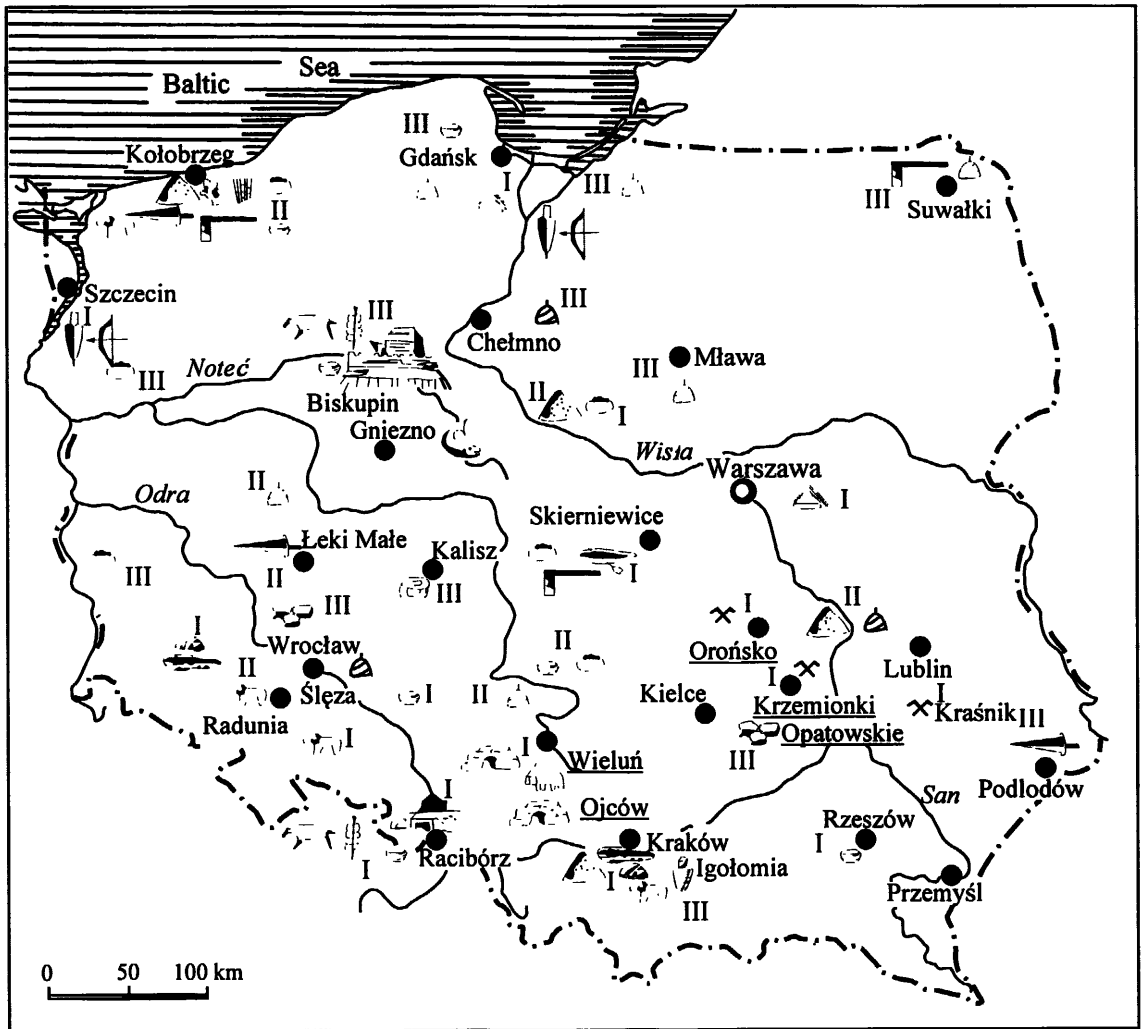 Sea
Baltic
III
Kołobrzeg
Gdańsk
I
III
III
Suwałki
II
Szczecin
I
III
III
Chełmno
Noteć
III
III
Mława
II
I
Biskupin
Gniezno
Wisła
Warszawa
I
II
Odra
Skierniewice
Łeki Małe
Kalisz
III
II
III
I
III
I
II
I
Orońsko
Wrocław
II
II
Lublin
I
Krzemionki
Opatowskie
I
Kraśnik
III
Ślęza
I
II
Kielce
Radunia
I
I
Wieluń
III
Podlodów
San
I
Ojców
Rzeszów
I
Racibórz
Kraków
I
Igołomia
I
III
Przemyśl
0 50 100 km